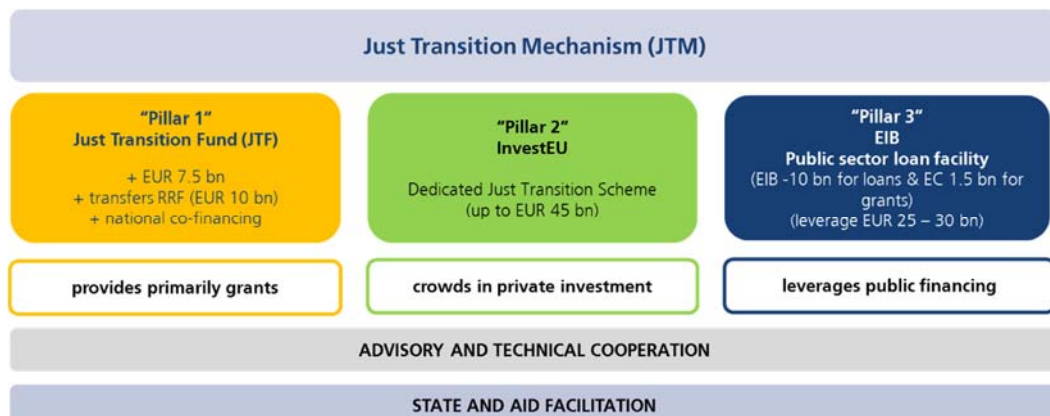 Just Transition Mechanism (JTM)
"Pillar 1"
Just Transition Fund (JTF)
+ EUR 7.5 bn
+ transfers RRF (EUR 10 bn)
+ national co-financing
"Pillar 2"
InvestEU
Dedicated Just Transition Scheme
(up to EUR 45 bn)
"Pillar 3"
EIB
Public sector loan facility
(EIB -10 bn for loans & EC 1.5 bn for
grants)
(leverage EUR 25 – 30 bn)
provides primarily grants
crowds in private investment
leverages public financing
ADVISORY AND TECHNICAL COOPERATION
STATE AND AID FACILITATION